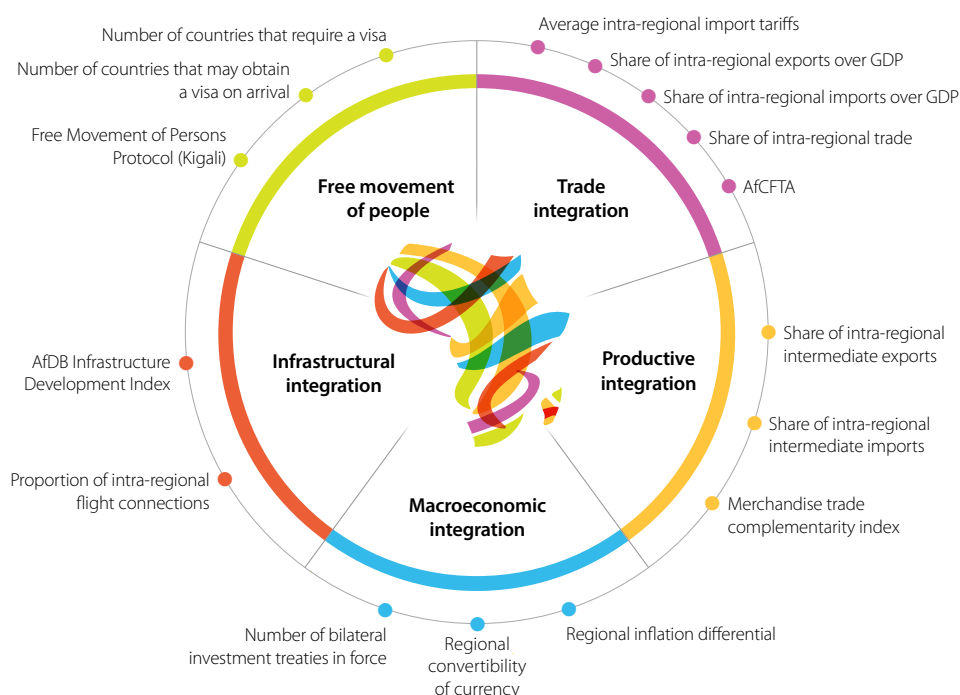 Number of countries that require a visa
Number of countries that may obtain
a visa on arrival
Free Movement of Persons
Protocol (Kigali)
Average intra-regional import tariffs
Share of intra-regional exports over GDP
Share of intra-regional imports over GDP
Share of intra-regional trade
AfCFTA
Free movement
of people
Trade
integration
Infrastructural
integration
Productive
integration
Macroeconomic
integration
AfDB Infrastructure
Development Index
Proportion of intra-regional
flight connections
Share of intra-regional
intermediate exports
Share of intra-regional
intermediate imports
Merchandise trade
complementarity index
Number of bilateral
investment treaties in force
Regional
convertibility
of currency
Regional inflation differential